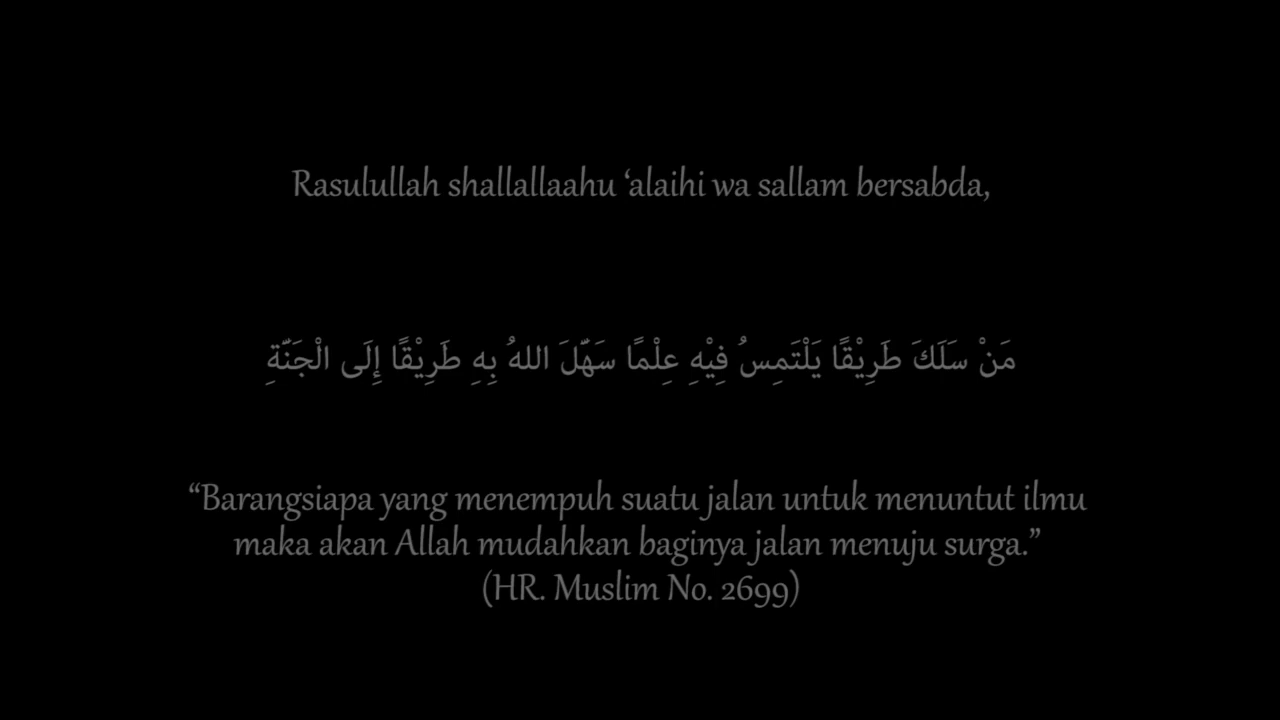 Rasulullah shallallaahu ‘alaihi wa sallam bersabda,
مَنْ سَلَكَ طَرِيْقًا يَلْتَمِسُ فِيْهِ عِلْمًا سَهَّلَ اللهُ بِهِ طَرِيْقًا إِلَى الْجَنَّةِ
“Barangsiapa yang menempuh suatu jalan untuk menuntut ilmu
maka akan Allah mudahkan baginya jalan menuju surga.”
(HR. Muslim No. 2699)